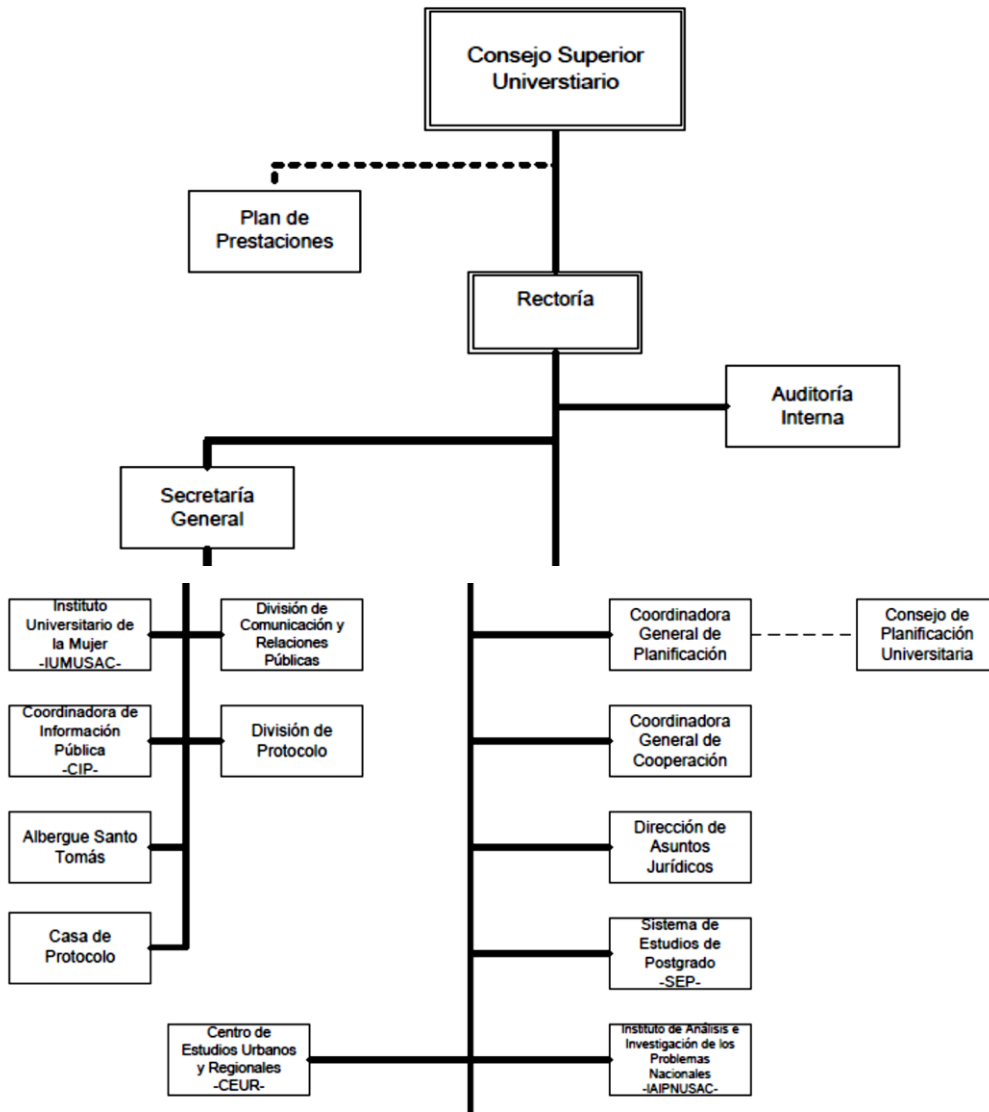 Consejo Superior
Universtiario
Plan de
Prestaciones
Rectoría
Auditoría
Interna
Secretaría
General
Instituto
Universitario de
la Mujer
-IUMUSAC-
División de
Comunicación y
Relaciones
Públicas
Coordinadora
General de
Planificación
Consejo de
Planificación
Universitaria
Coordinadora de
Información
Pública
-CIP-
División de
Protocolo
Coordinadora
General de
Cooperación
Albergue Santo
Tomás
Dirección de
Asuntos
Jurídicos
Casa de
Protocolo
Sistema de
Estudios de
Postgrado
-SEP-
Centro de
Estudios Urbanos
y Regionales
-CEUR-
Instituto de Análisis e
Investigación de los
Problemas
Nacionales
-IAIPNUSAC-